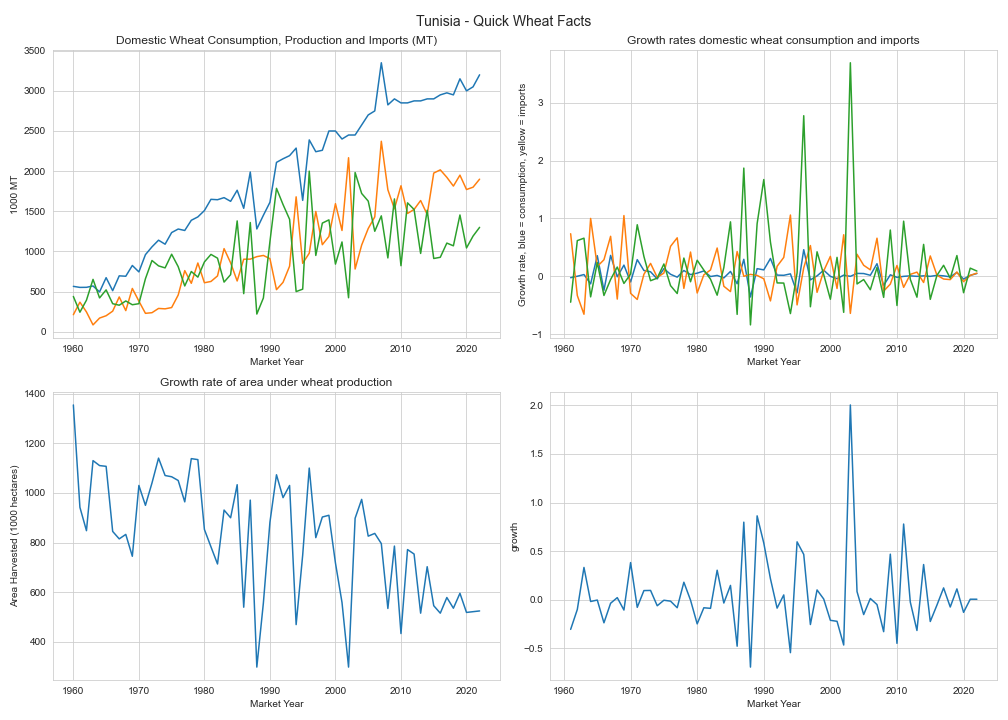 Tunisia - Quick Wheat Facts
Domestic Wheat Consumption, Production and Imports (MT)
3500
3000
2500
2000
1500
1000
500
0
1000 MT
1960 1970 1980 1990 2000 2010 2020
Market Year
Growth rates domestic wheat consumption and imports
3
2
1
0
−1
Growth rate, blue = consumption, yellow = imports
1960 1970 1980 1990 2000 2010 2020
Market Year
Growth rate of area under wheat production
1400
1200
1000
800
600
400
Area Harvested (1000 hectares)
1960 1970 1980 1990 2000 2010 2020
Market Year
2.0
1.5
1.0
0.5
0.0
−0.5
growth
1960 1970 1980 1990 2000 2010 2020
Market Year